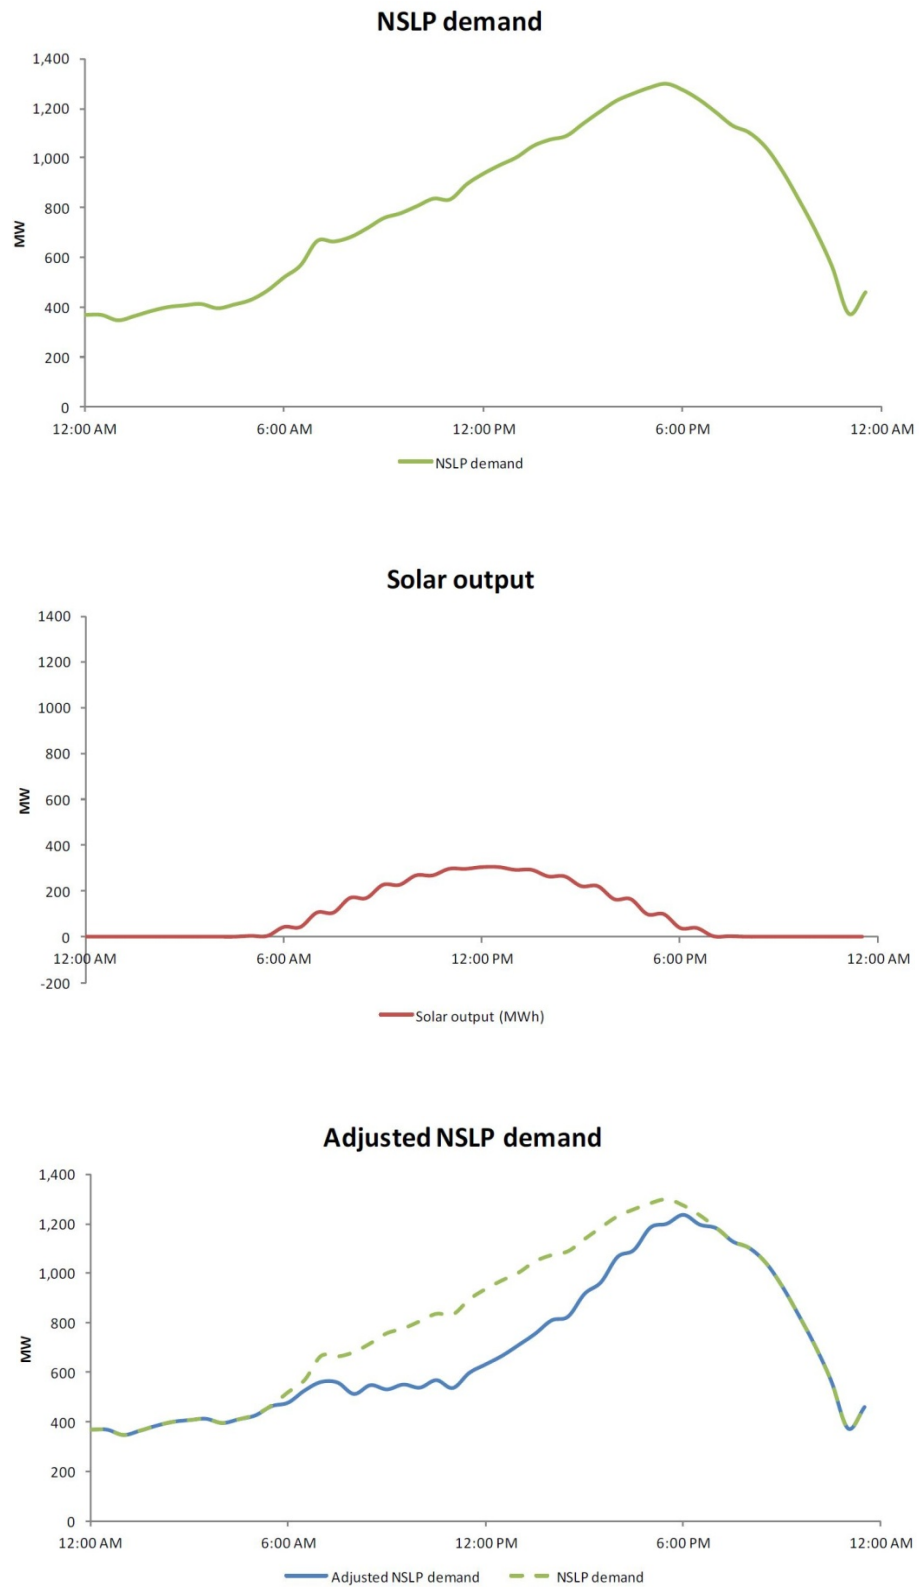 NSLP demand
1,400
1,200
1,000
800
600
400
200
0
MW
12:00 AM 6:00 AM 12:00 PM 6:00 PM 12:00 AM
NSLP demand
Solar output
1400
1200
1000
800
600
400
200
0
-200
MW
12:00 AM 6:00 AM 12:00 PM 6:00 PM 12:00 AM
Solar output (MWh)
Adjusted NSLP demand
1,400
1,200
1,000
800
600
400
200
0
MW
12:00 AM 6:00 AM 12:00 PM 6:00 PM 12:00 AM
Adjusted NSLP demand NSLP demand